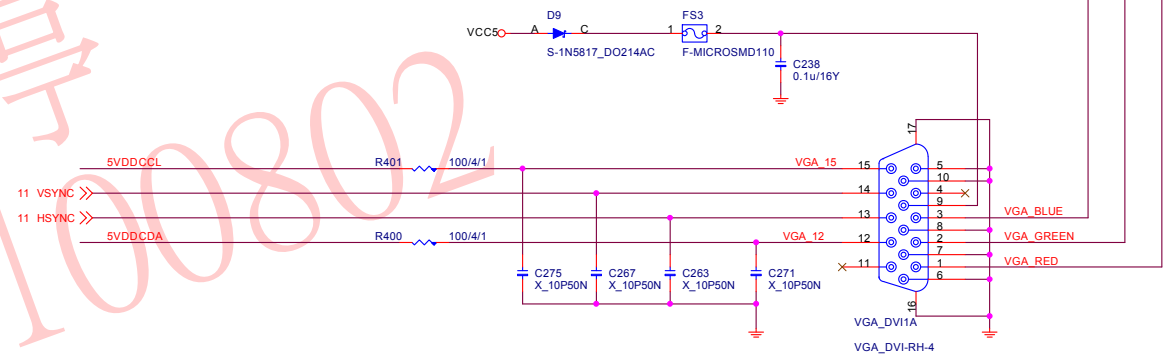 D9
FS3
VCC5
A
C
1
2
S-1N5817_DO214AC
F-MICROSMD110
C238
0.1u/16Y
17
5VDDCCL
R401
100/4/1
VGA_15
15
5
10
11 VSYNC
14
4
9
11 HSYNC
13
3
VGA_BLUE
8
5VDDCDA
R400
100/4/1
VGA_12
12
2
VGA_GREEN
7
11
1
VGA_RED
6
C275
X_10P50N
C267
X_10P50N
C263
X_10P50N
C271
X_10P50N
16
VGA_DVI1A
VGA_DVI-RH-4
亭
100802